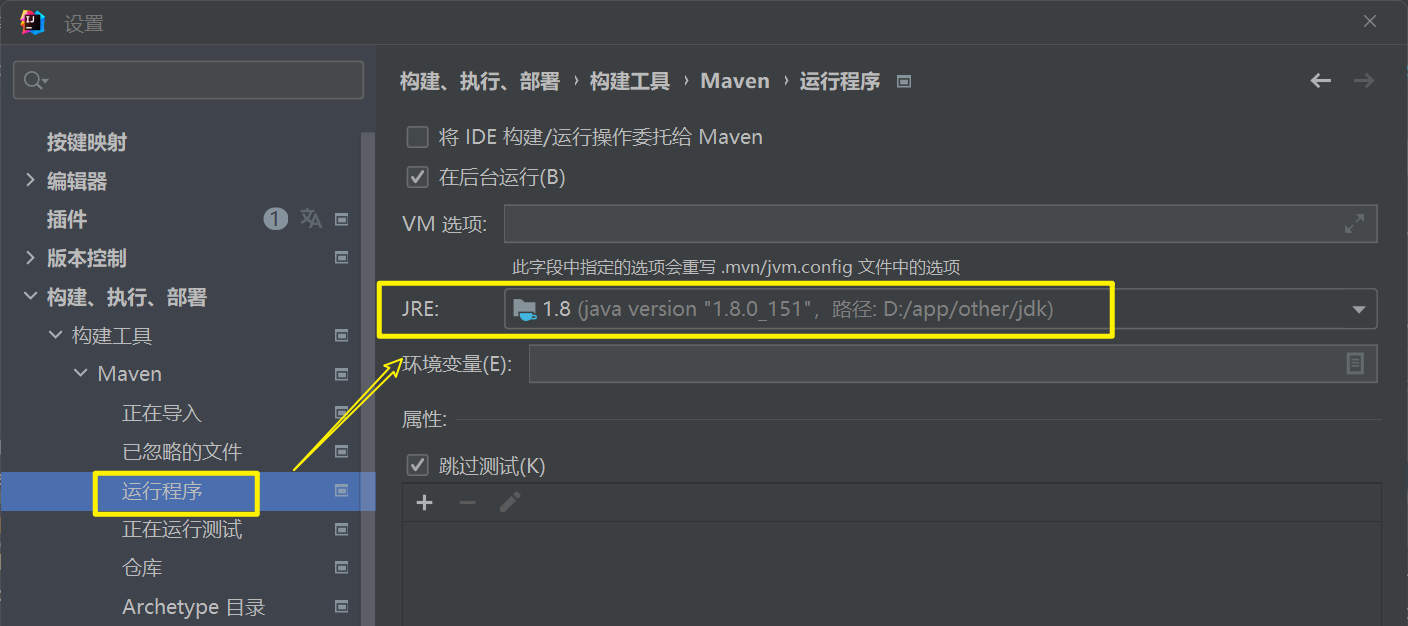 设置
构建、执行、部署 › 构建工具 › Maven › 运行程序
按键映射
编辑器
插件 1
版本控制
构建、执行、部署
构建工具
Maven
正在导入
已忽略的文件
运行程序
正在运行测试
仓库
Archetype 目录
将 IDE 构建/运行操作委托给 Maven
在后台运行(B)
VM 选项:
此字段中指定的选项会重写 .mvn/jvm.config 文件中的选项
JRE: 1.8 (java version "1.8.0_151"，路径: D:/app/other/jdk)
环境变量(E):
属性:
跳过测试(K)